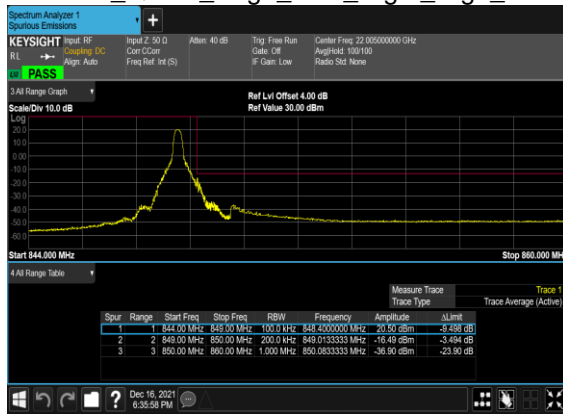 Spectrum Analyzer 1
Spurious Emissions
+
KEYSIGHT Input: RF Input Z: 50 Ω Atten: 40 dB Trig: Free Run Center Freq: 22.005000000 GHz
RL Coupling: DC Corr CCorr Gate: Off Avg|Hold: 100/100
Align: Auto Freq Ref: Int (S) IF Gain: Low Radio Std: None
PASS
3 All Range Graph Ref Lvl Offset 4.00 dB
Scale/Div 10.0 dB Ref Value 30.00 dBm
Log
20.0
10.0
0.00
-10.0
-20.0
-30.0
-40.0
-50.0
-60.0
Start 844.000 MHz Stop 860.000 MH
4 All Range Table
Measure Trace Trace 1
Trace Type Trace Average (Active)
Spur Range Start Freq Stop Freq RBW Frequency Amplitude ΔLimit
1 1 844.00 MHz 849.00 MHz 100.0 kHz 848.4000000 MHz 20.50 dBm -9.498 dB
2 2 849.00 MHz 850.00 MHz 200.0 kHz 849.0133333 MHz -16.49 dBm -3.494 dB
3 3 850.00 MHz 860.00 MHz 1.000 MHz 850.0833333 MHz -36.90 dBm -23.90 dB
? Dec 16, 2021
6:35:58 PM